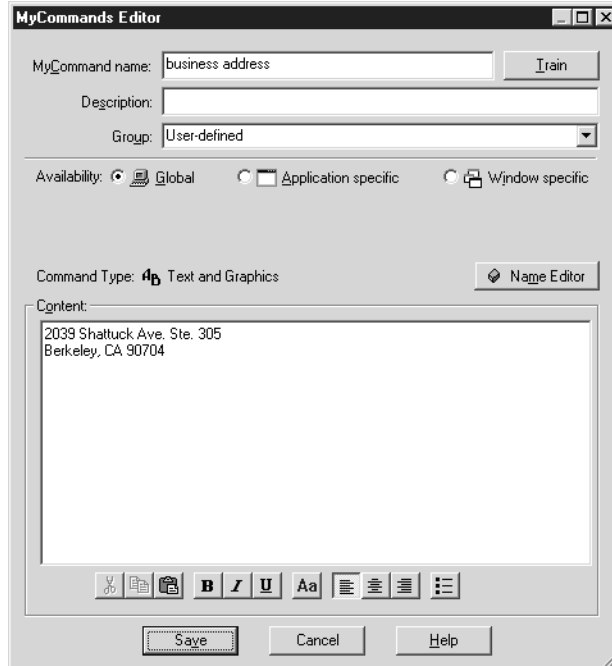 MyCommands Editor
MyCommand name: business address Train
Description:
Group: User-defined
Availability: Global Application specific Window specific
Command Type: AB Text and Graphics Name Editor
Content:
2039 Shattuck Ave. Ste. 305
Berkeley, CA 90704
B I U Aa
Save Cancel Help